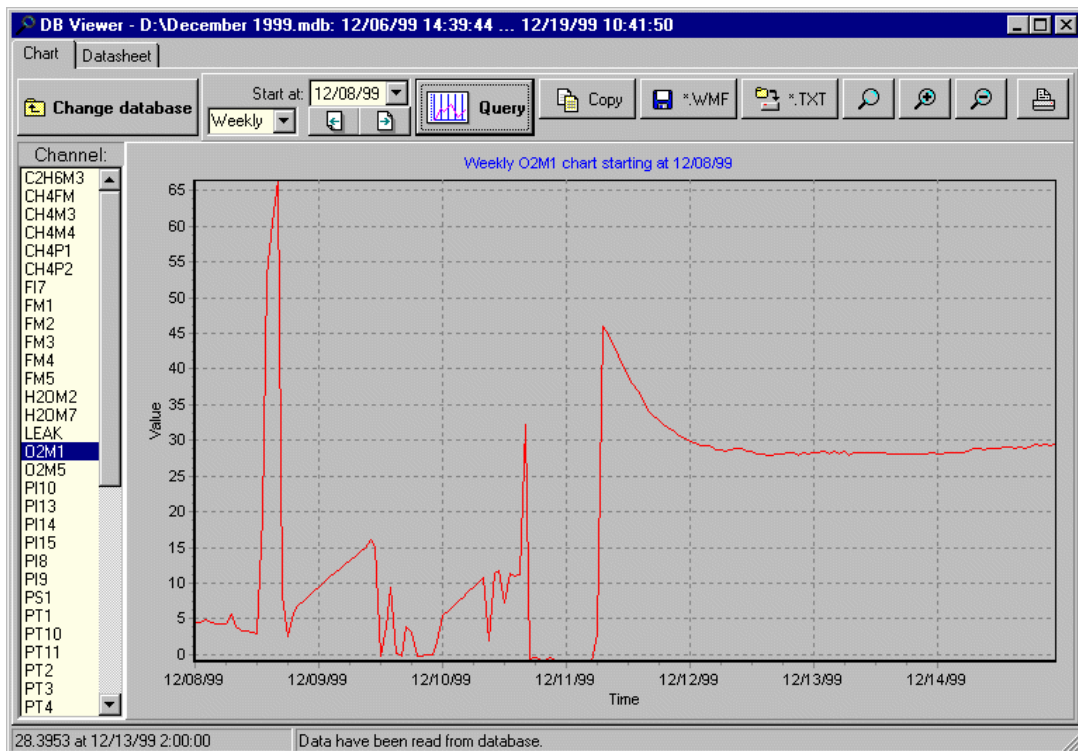 DB Viewer - D:\December 1999.mdb: 12/06/99 14:39:44 ... 12/19/99 10:41:50
Chart
Datasheet
Change database
Start at:
12/08/99
Weekly
Query
Copy
*.WMF
*.TXT
Channel:
C2H6M3
CH4FM
CH4M3
CH4M4
CH4P1
CH4P2
FI7
FM1
FM2
FM3
FM4
FM5
H2OM2
H2OM7
LEAK
O2M1
O2M5
PI10
PI13
PI14
PI15
PI8
PI9
PS1
PT1
PT10
PT11
PT2
PT3
PT4
Weekly O2M1 chart starting at 12/08/99
Value
65
60
55
50
45
40
35
30
25
20
15
10
5
0
12/08/99 12/09/99 12/10/99 12/11/99 12/12/99 12/13/99 12/14/99
Time
28.3953 at 12/13/99 2:00:00
Data have been read from database.